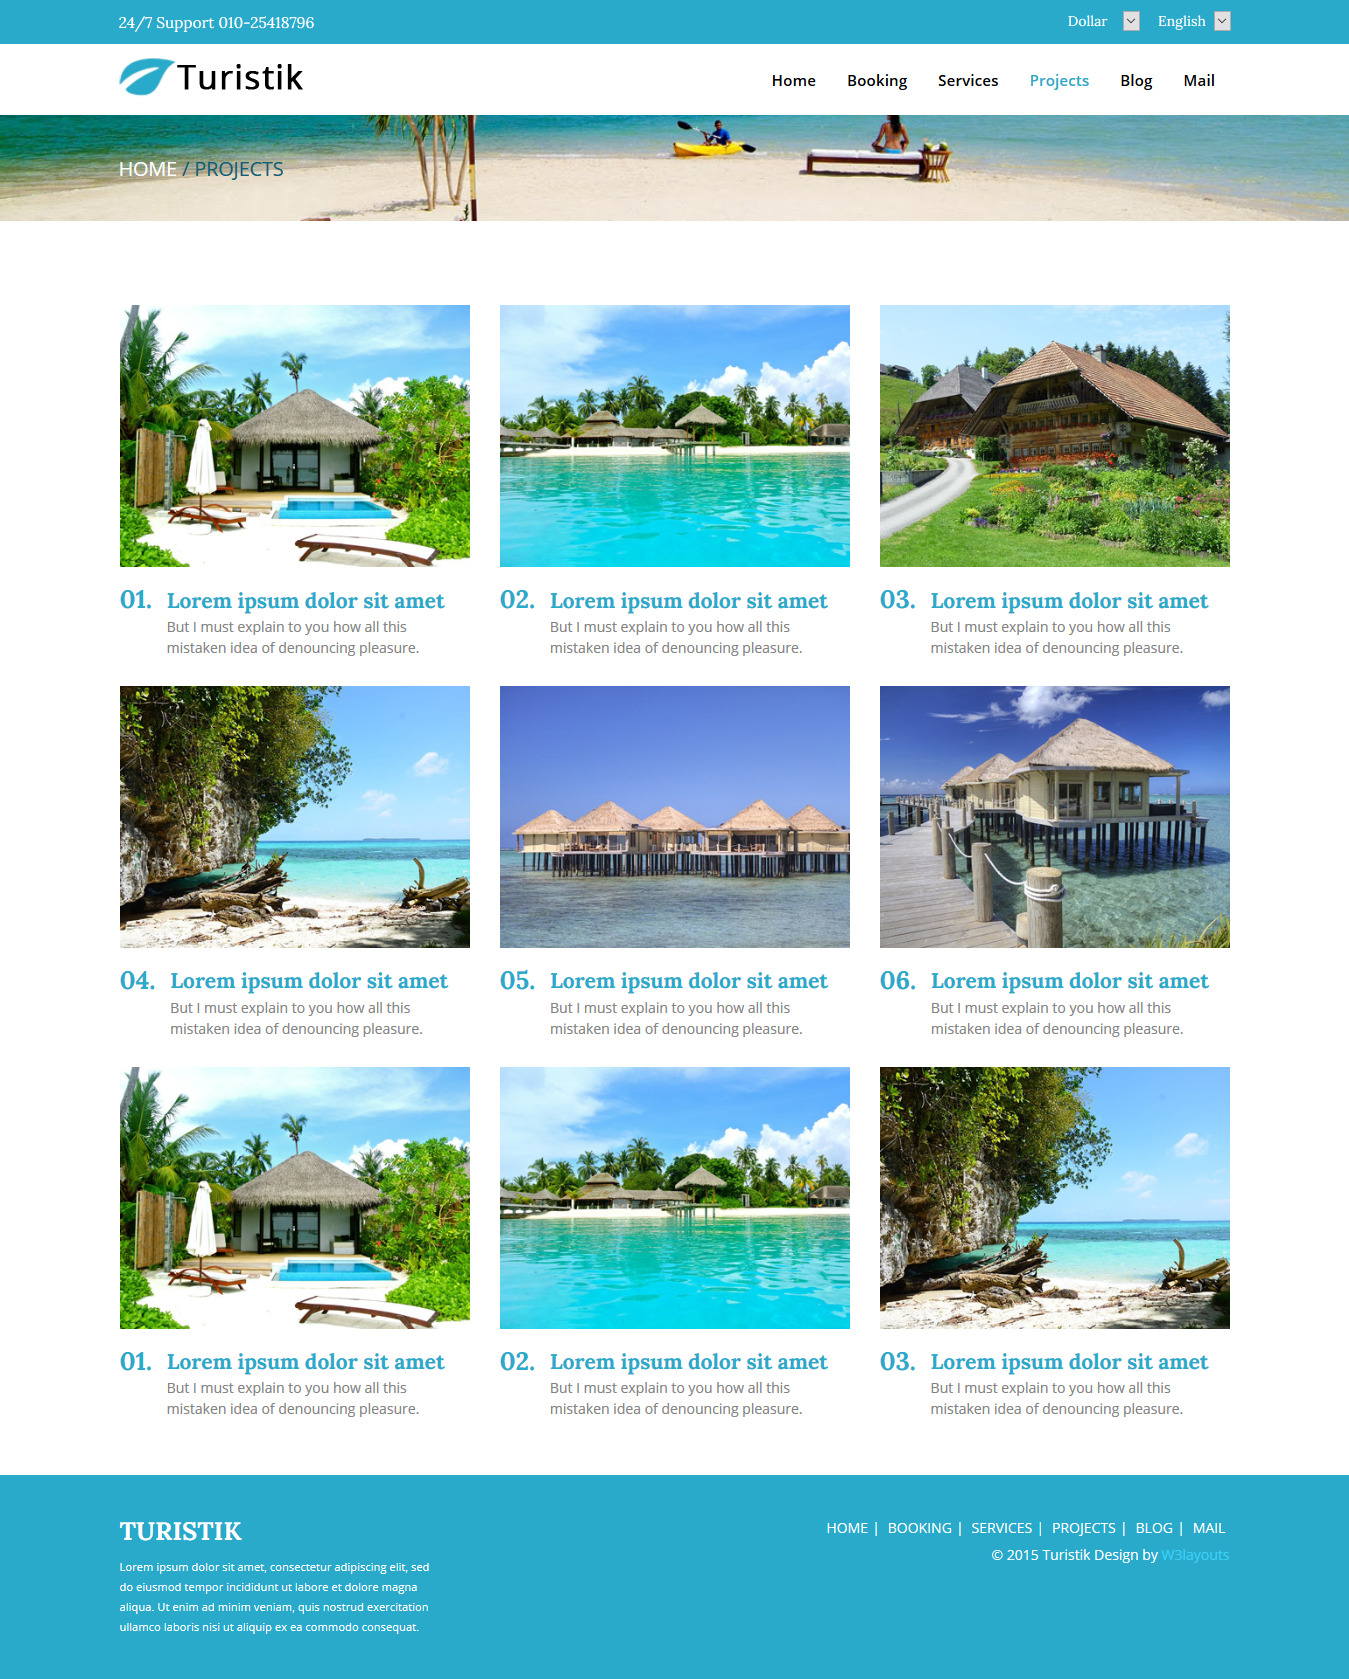 24/7 Support 010-25418796
Dollar English
Turistik
Home Booking Services Projects Blog Mail
HOME / PROJECTS
01. Lorem ipsum dolor sit amet
But I must explain to you how all this
mistaken idea of denouncing pleasure.
02. Lorem ipsum dolor sit amet
But I must explain to you how all this
mistaken idea of denouncing pleasure.
03. Lorem ipsum dolor sit amet
But I must explain to you how all this
mistaken idea of denouncing pleasure.
04. Lorem ipsum dolor sit amet
But I must explain to you how all this
mistaken idea of denouncing pleasure.
05. Lorem ipsum dolor sit amet
But I must explain to you how all this
mistaken idea of denouncing pleasure.
06. Lorem ipsum dolor sit amet
But I must explain to you how all this
mistaken idea of denouncing pleasure.
01. Lorem ipsum dolor sit amet
But I must explain to you how all this
mistaken idea of denouncing pleasure.
02. Lorem ipsum dolor sit amet
But I must explain to you how all this
mistaken idea of denouncing pleasure.
03. Lorem ipsum dolor sit amet
But I must explain to you how all this
mistaken idea of denouncing pleasure.
TURISTIK
Lorem ipsum dolor sit amet, consectetur adipiscing elit, sed
do eiusmod tempor incididunt ut labore et dolore magna
aliqua. Ut enim ad minim veniam, quis nostrud exercitation
ullamco laboris nisi ut aliquip ex ea commodo consequat.
HOME | BOOKING | SERVICES | PROJECTS | BLOG | MAIL
© 2015 Turistik Design by W3layouts